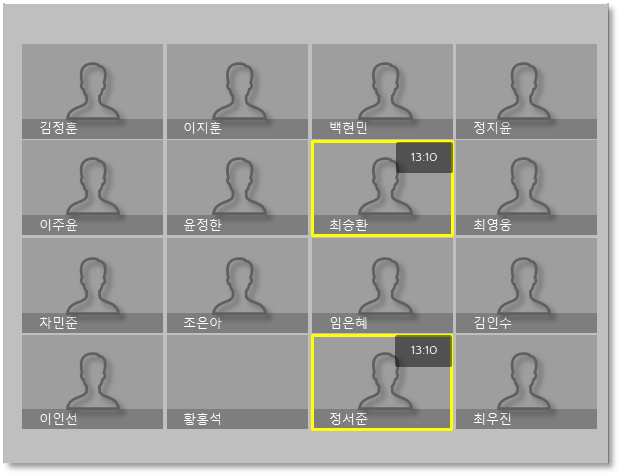 김정훈
이지훈
백현민
정지윤
13:10
이주윤
윤정한
최승환
최영웅
차민준
조은아
임은혜
김인수
13:10
이인선
황홍석
정서준
최우진